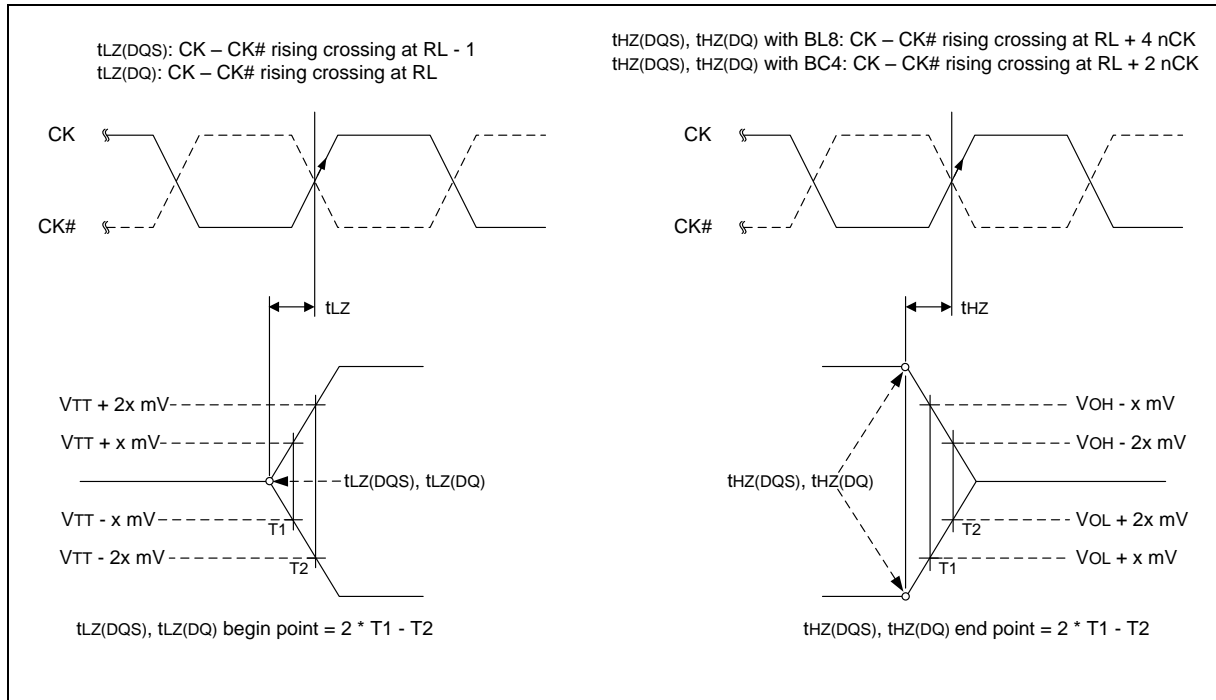 tLZ(DQS): CK – CK# rising crossing at RL - 1
tLZ(DQ): CK – CK# rising crossing at RL
CK
CK#
tLZ
VTT + 2x mV
VTT + x mV
tLZ(DQS), tLZ(DQ)
VTT - x mV
T1
VTT - 2x mV
T2
tLZ(DQS), tLZ(DQ) begin point = 2 * T1 - T2
tHZ(DQS), tHZ(DQ) with BL8: CK – CK# rising crossing at RL + 4 nCK
tHZ(DQS), tHZ(DQ) with BC4: CK – CK# rising crossing at RL + 2 nCK
CK
CK#
tHZ
VOH - x mV
VOH - 2x mV
tHZ(DQS), tHZ(DQ)
VOL + 2x mV
T2
VOL + x mV
T1
tHZ(DQS), tHZ(DQ) end point = 2 * T1 - T2